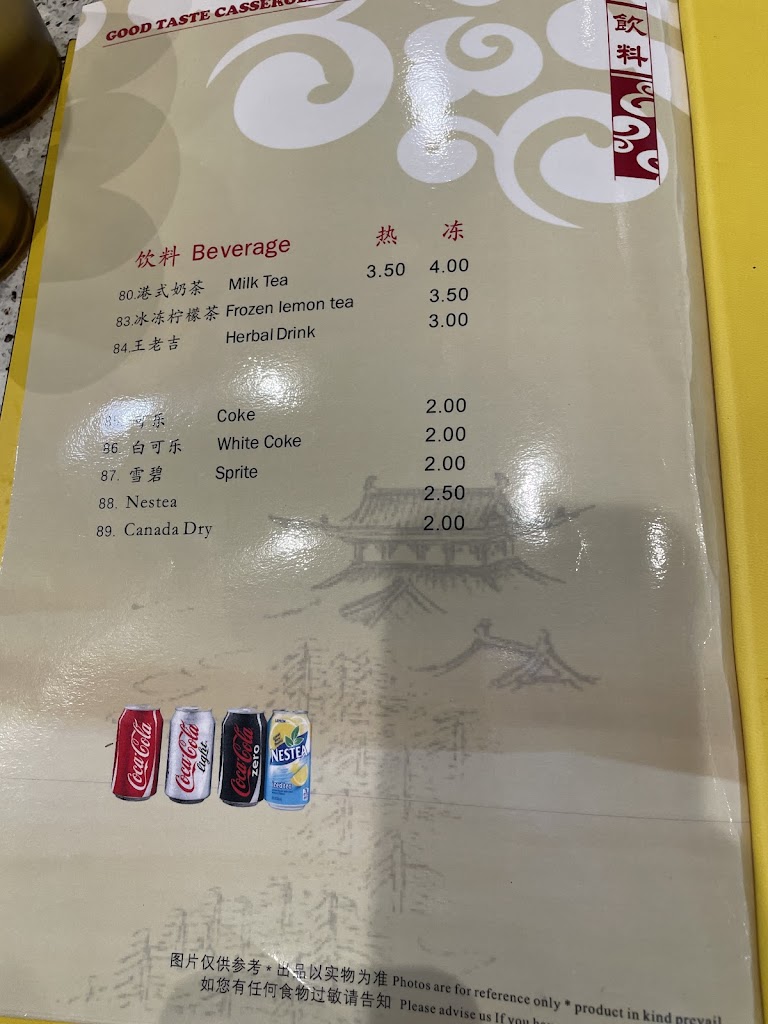 GOOD TASTE CASSEROLE
飲料
饮料 Beverage 热 冻
80.港式奶茶 Milk Tea 3.50 4.00
83.冰冻柠檬茶 Frozen lemon tea 3.50
84.王老吉 Herbal Drink 3.00
85. 可乐 Coke 2.00
86 白可乐 White Coke 2.00
87. 雪碧 Sprite 2.00
88. Nestea 2.50
89. Canada Dry 2.00
Coca-Cola Coca-Cola Light Coca-Cola zero NESTEA
图片仅供参考 * 出品以实物为准 Photos are for reference only * product in kind prevail
如您有任何食物过敏请告知 Please advise us If you